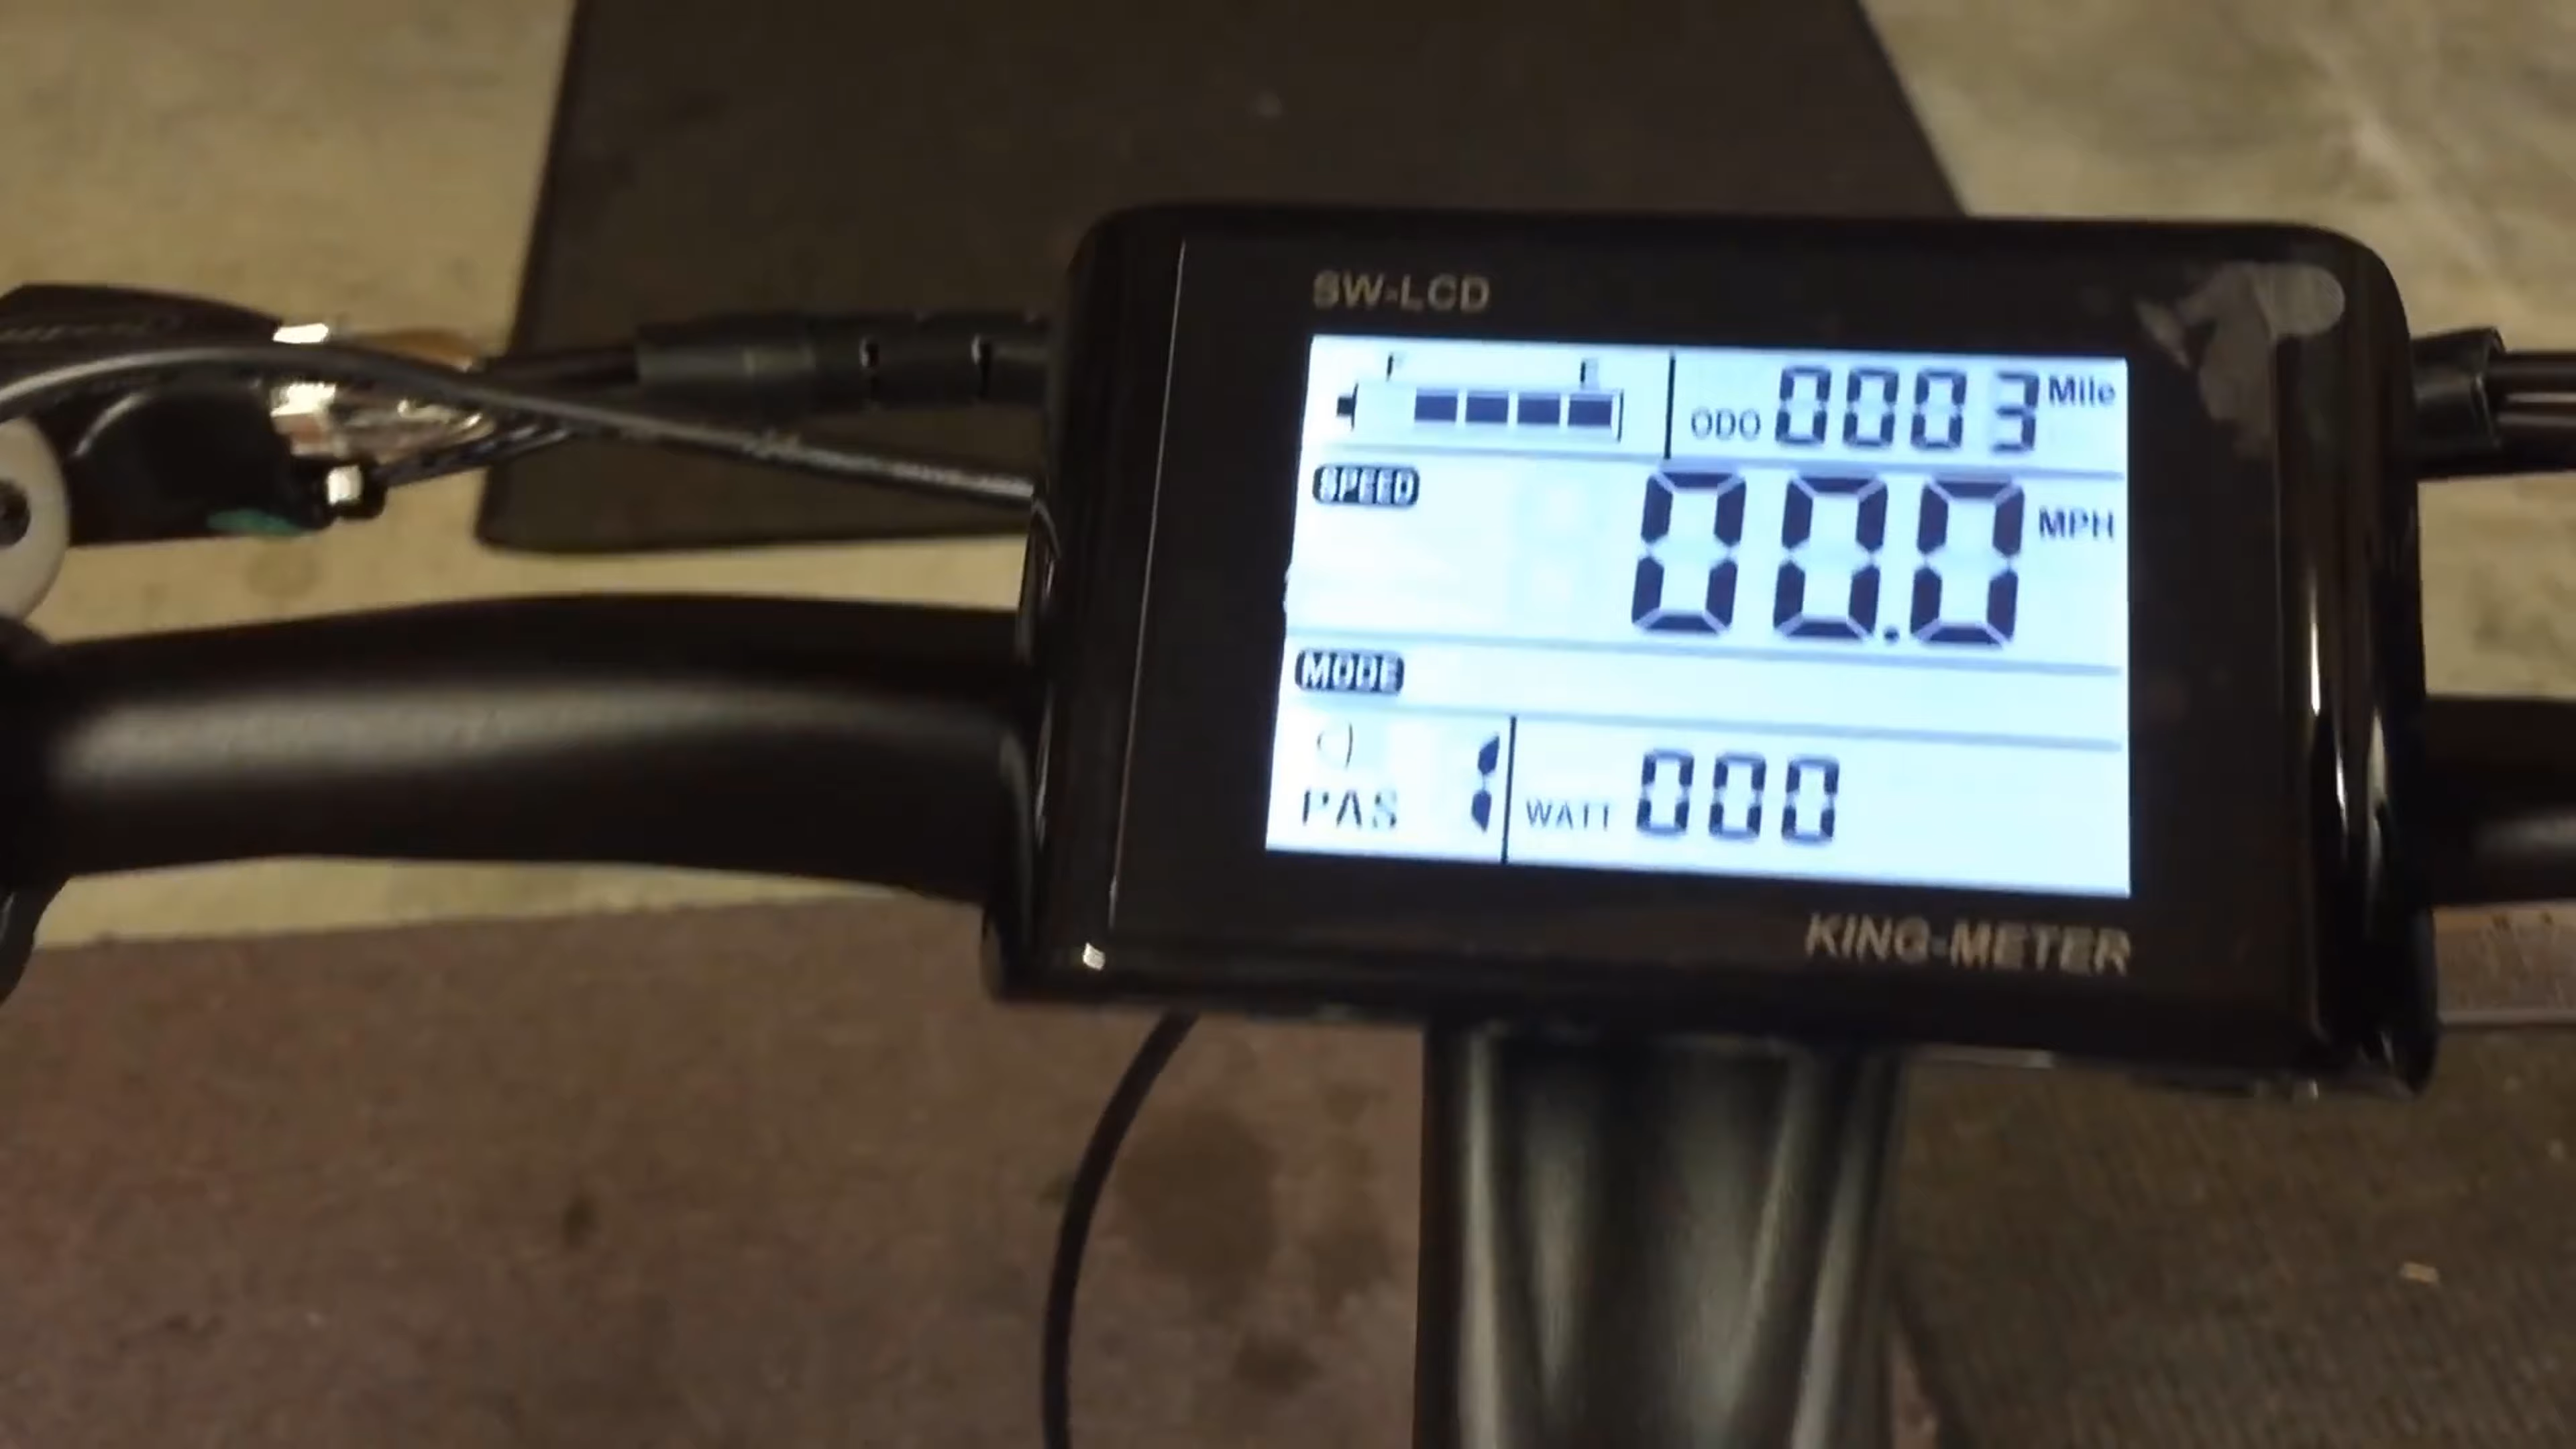 SW-LCD
F E
ODO 0003 Mile
SPEED 00.0 MPH
MODE
PAS 1 WATT 000
KING-METER